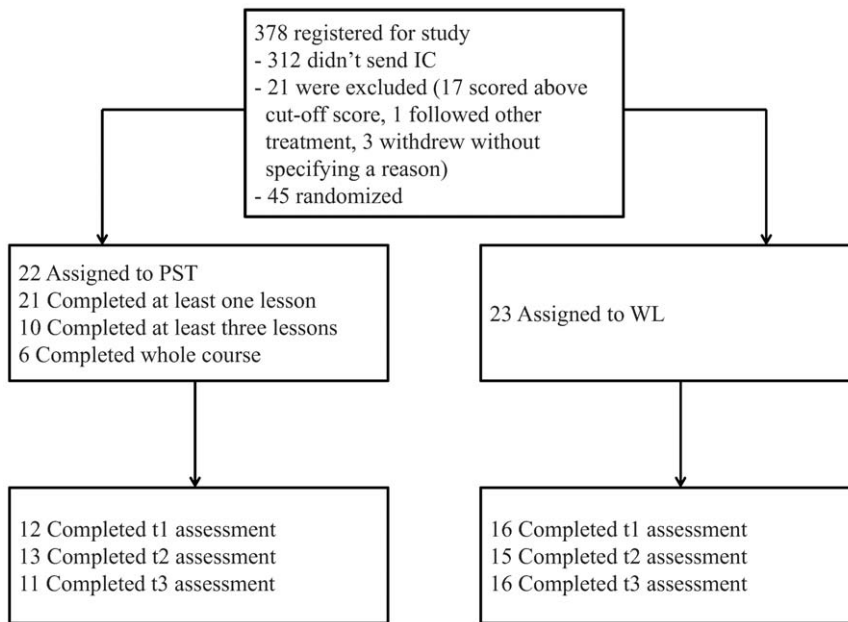 378 registered for study
- 312 didn’t send IC
- 21 were excluded (17 scored above
cut-off score, 1 followed other
treatment, 3 withdrew without
specifying a reason)
- 45 randomized
22 Assigned to PST
21 Completed at least one lesson
10 Completed at least three lessons
6 Completed whole course
23 Assigned to WL
12 Completed t1 assessment
13 Completed t2 assessment
11 Completed t3 assessment
16 Completed t1 assessment
15 Completed t2 assessment
16 Completed t3 assessment